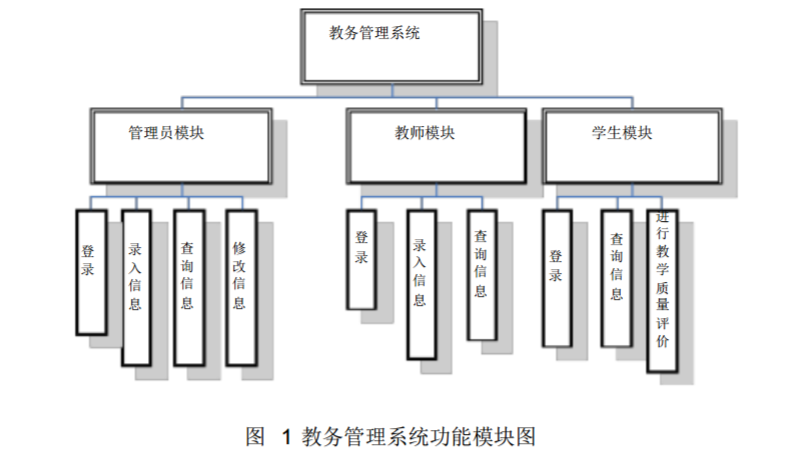 教务管理系统
管理员模块
教师模块
学生模块
登录
录入信息
查询信息
修改信息
登录
录入信息
查询信息
登录
查询信息
进行教学质量评价
图 1 教务管理系统功能模块图